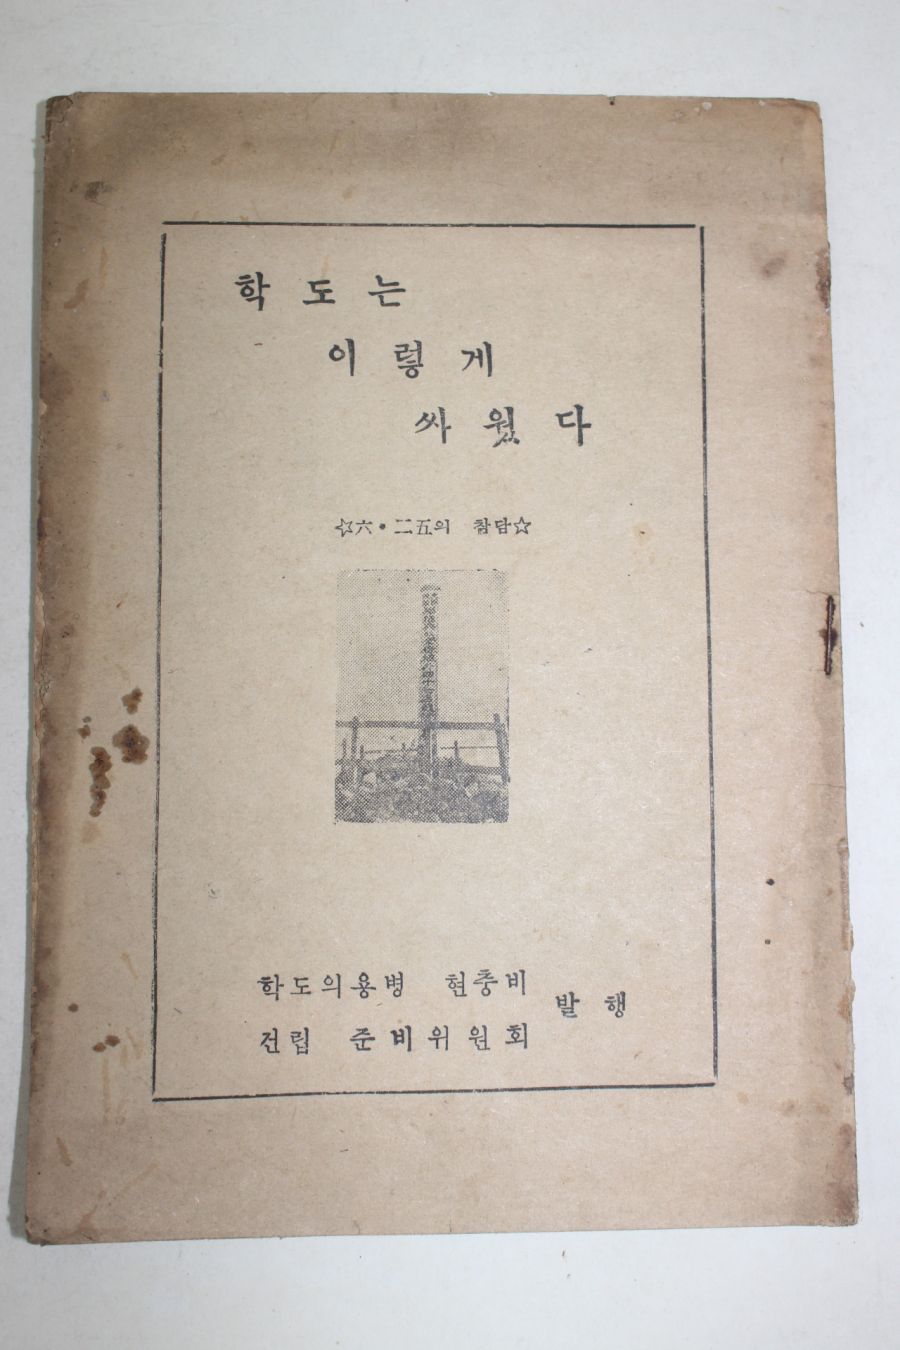 학도는
이렇게
싸웠다
☆六·二五의 참담☆
학도의용병 현충비
건립 준비위원회
발행